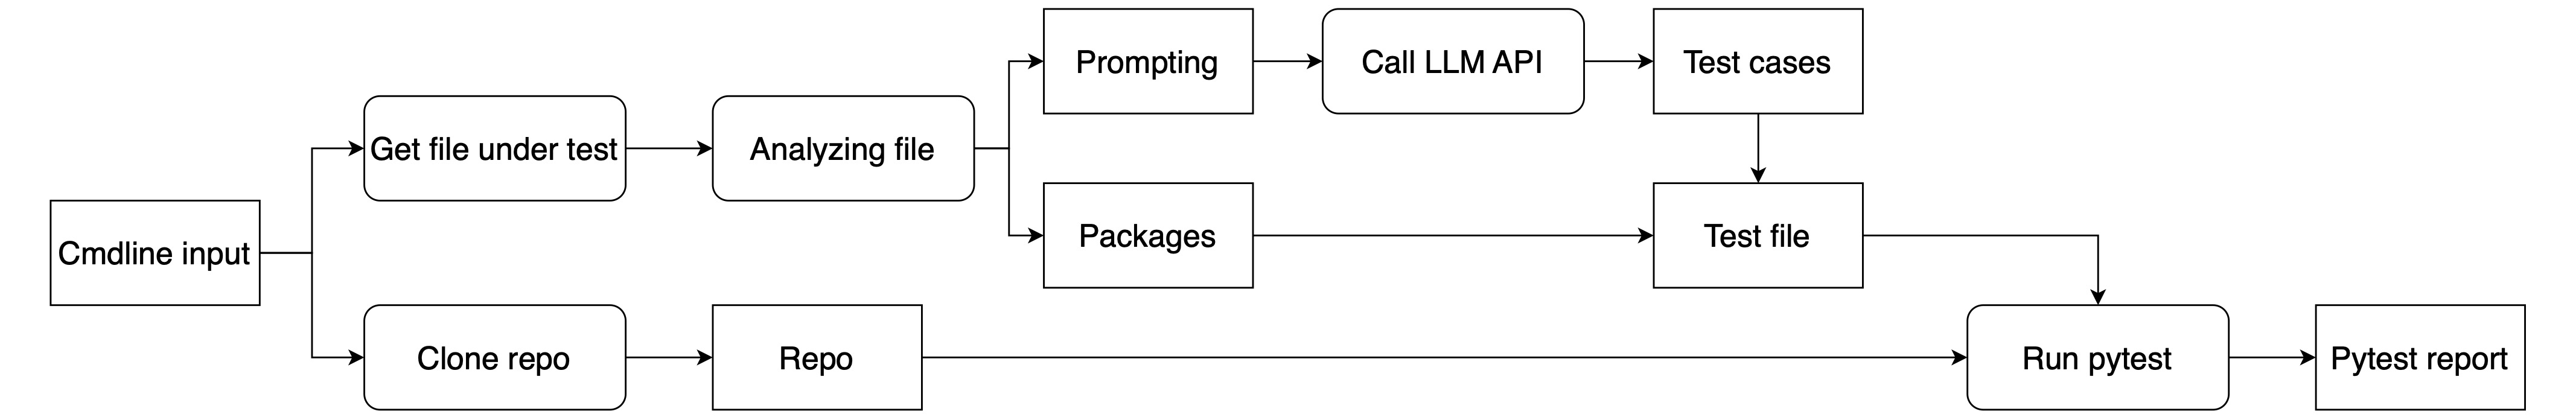 Prompting
Call LLM API
Test cases
Get file under test
Analyzing file
Packages
Test file
Cmdline input
Clone repo
Repo
Run pytest
Pytest report